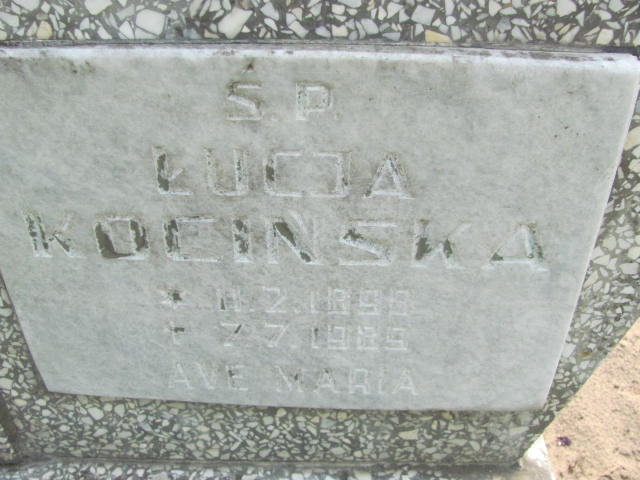 Ś.P.
ŁUCJA
KOCIŃSKA
* 11.2.1898
† 7.7.1985
AVE MARIA